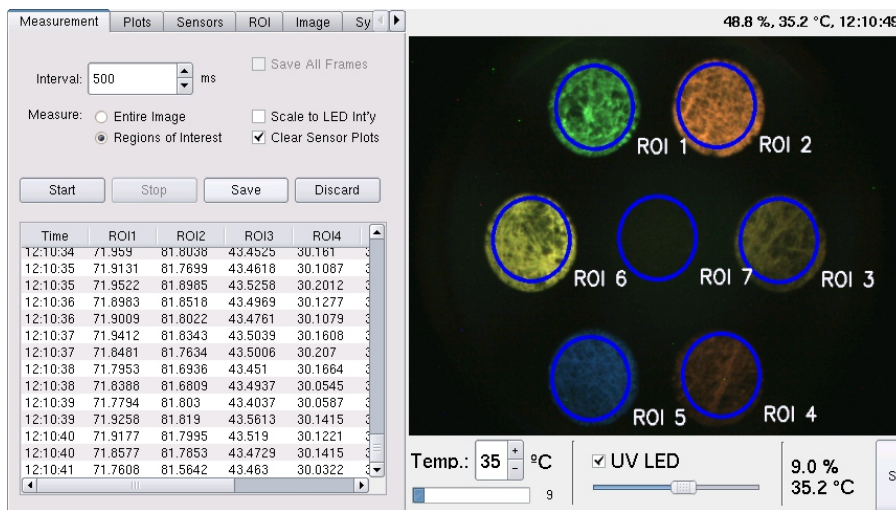 Measurement Plots Sensors ROI Image Sy
48.8 %, 35.2 °C, 12:10:49
Interval: 500 ms
Save All Frames
Measure: Entire Image
Scale to LED Int'y
Regions of Interest
Clear Sensor Plots
Start Stop Save Discard
Time ROI1 ROI2 ROI3 ROI4
12:10:34 71.959 81.8038 43.4525 30.161
12:10:35 71.9131 81.7699 43.4618 30.1087
12:10:35 71.9522 81.8985 43.5258 30.2012
12:10:36 71.8983 81.8518 43.4969 30.1277
12:10:36 71.9009 81.8022 43.4761 30.1079
12:10:37 71.9412 81.8343 43.5039 30.1608
12:10:37 71.8481 81.7634 43.5006 30.207
12:10:38 71.7953 81.6936 43.451 30.1664
12:10:38 71.8388 81.6809 43.4937 30.0545
12:10:39 71.7794 81.803 43.4037 30.0587
12:10:39 71.9258 81.819 43.5613 30.1415
12:10:40 71.9177 81.7995 43.519 30.1221
12:10:40 71.8577 81.7853 43.4729 30.1415
12:10:41 71.7608 81.5642 43.463 30.0322
ROI 1
ROI 2
ROI 6
ROI 7
ROI 3
ROI 5
ROI 4
Temp.: 35 ºC
9
UV LED
9.0 %
35.2 °C